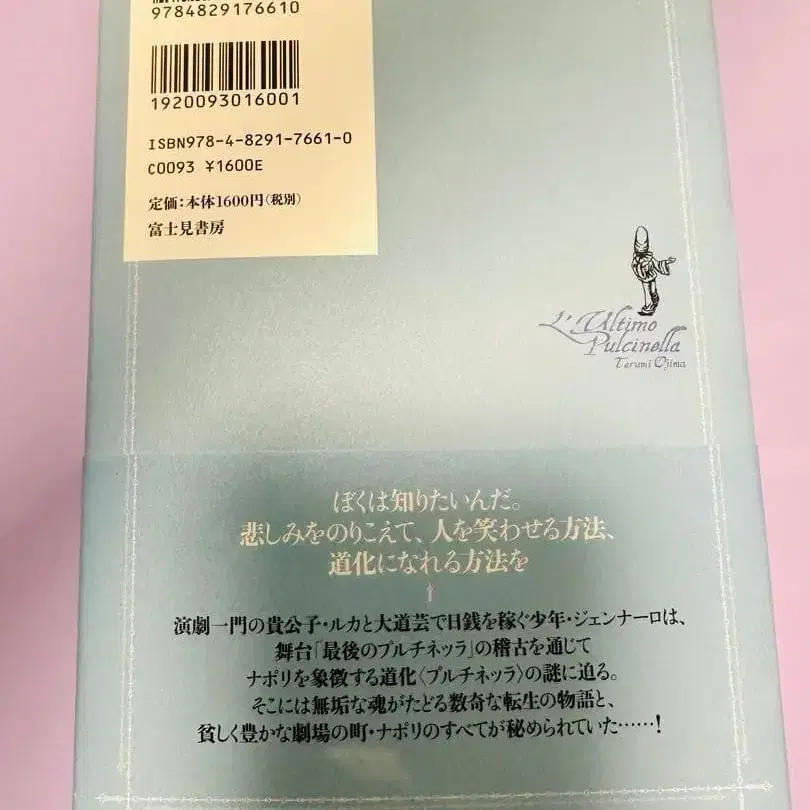 9784829176610
1920093016001
ISBN978-4-8291-7661-0
C0093 ¥1600E
定価:本体1600円(税別)
富士見書房
L'Ultimo
Pulcinella
Terumi Ojima
ぼくは知りたいんだ。
悲しみをのりこえて、人を笑わせる方法、
道化になれる方法を
演劇一門の貴公子・ルカと大道芸で日銭を稼ぐ少年・ジェンナーロは、
舞台「最後のプルチネッラ」の稽古を通じて
ナポリを象徴する道化〈プルチネッラ〉の謎に迫る。
そこには無垢な魂がたどる数奇な転生の物語と、
貧しく豊かな劇場の町・ナポリのすべてが秘められていた……!